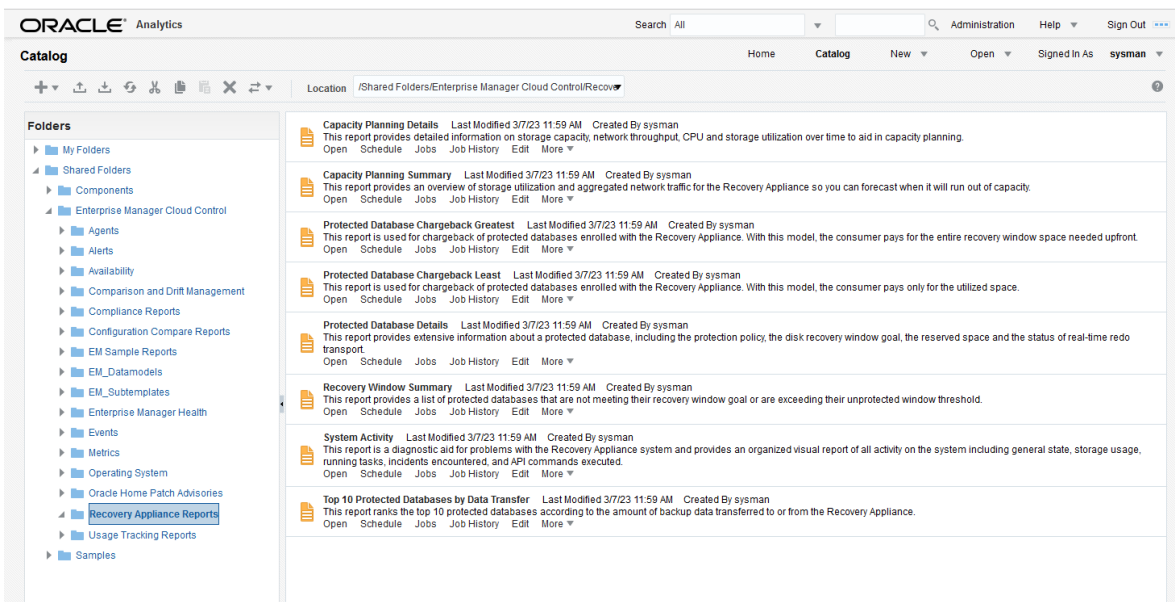 ORACLE Analytics Search All Administration Help Sign Out
Catalog Home Catalog New Open Signed In As sysman
Location /Shared Folders/Enterprise Manager Cloud Control/Recove
Folders
My Folders
Shared Folders
Components
Enterprise Manager Cloud Control
Agents
Alerts
Availability
Comparison and Drift Management
Compliance Reports
Configuration Compare Reports
EM Sample Reports
EM_Datamodels
EM_Subtemplates
Enterprise Manager Health
Events
Metrics
Operating System
Oracle Home Patch Advisories
Recovery Appliance Reports
Usage Tracking Reports
Samples
Capacity Planning Details Last Modified 3/7/23 11:59 AM Created By sysman
This report provides detailed information on storage capacity, network throughput, CPU and storage utilization over time to aid in capacity planning.
Open Schedule Jobs Job History Edit More
Capacity Planning Summary Last Modified 3/7/23 11:59 AM Created By sysman
This report provides an overview of storage utilization and aggregated network traffic for the Recovery Appliance so you can forecast when it will run out of capacity.
Open Schedule Jobs Job History Edit More
Protected Database Chargeback Greatest Last Modified 3/7/23 11:59 AM Created By sysman
This report is used for chargeback of protected databases enrolled with the Recovery Appliance. With this model, the consumer pays for the entire recovery window space needed upfront.
Open Schedule Jobs Job History Edit More
Protected Database Chargeback Least Last Modified 3/7/23 11:59 AM Created By sysman
This report is used for chargeback of protected databases enrolled with the Recovery Appliance. With this model, the consumer pays only for the utilized space.
Open Schedule Jobs Job History Edit More
Protected Database Details Last Modified 3/7/23 11:59 AM Created By sysman
This report provides extensive information about a protected database, including the protection policy, the disk recovery window goal, the reserved space and the status of real-time redo
transport.
Open Schedule Jobs Job History Edit More
Recovery Window Summary Last Modified 3/7/23 11:59 AM Created By sysman
This report provides a list of protected databases that are not meeting their recovery window goal or are exceeding their unprotected window threshold.
Open Schedule Jobs Job History Edit More
System Activity Last Modified 3/7/23 11:59 AM Created By sysman
This report is a diagnostic aid for problems with the Recovery Appliance system and provides an organized visual report of all activity on the system including general state, storage usage,
running tasks, incidents encountered, and API commands executed.
Open Schedule Jobs Job History Edit More
Top 10 Protected Databases by Data Transfer Last Modified 3/7/23 11:59 AM Created By sysman
This report ranks the top 10 protected databases according to the amount of backup data transferred to or from the Recovery Appliance.
Open Schedule Jobs Job History Edit More